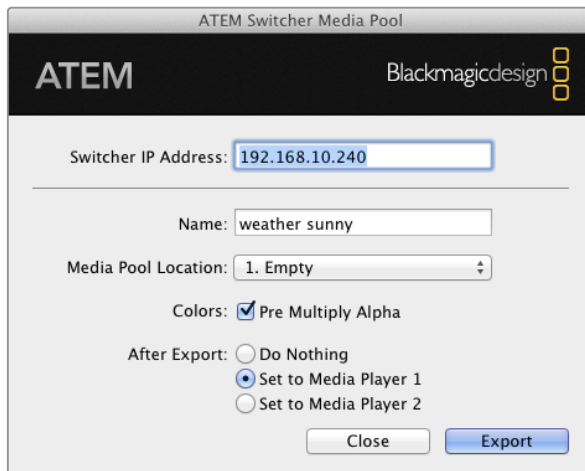 ATEM Switcher Media Pool
ATEM Blackmagicdesign
Switcher IP Address: 192.168.10.240
Name: weather sunny
Media Pool Location: 1. Empty
Colors: Pre Multiply Alpha
After Export: Do Nothing
Set to Media Player 1
Set to Media Player 2
Close Export